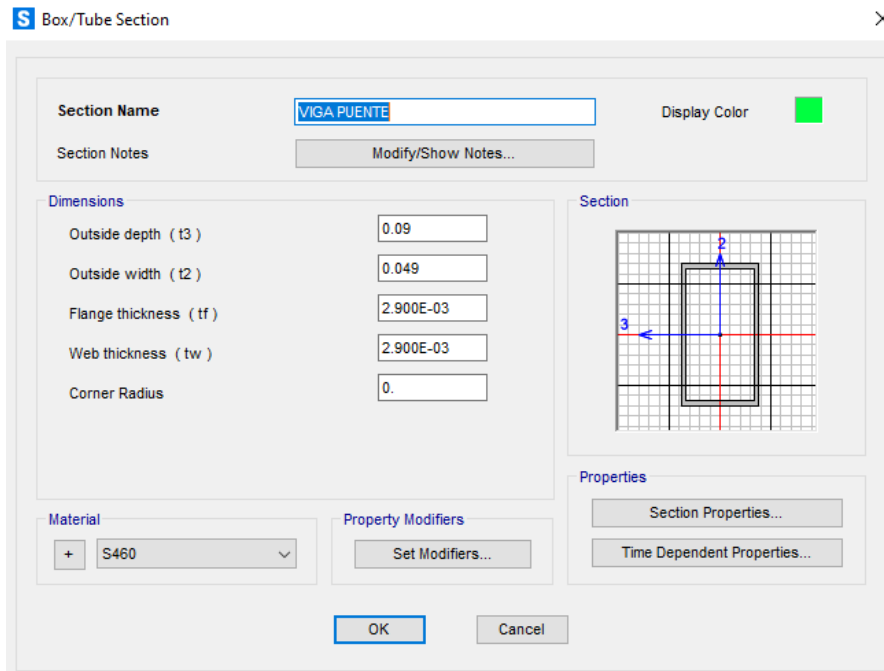 S Box/Tube Section
Section Name VIGA PUENTE Display Color
Section Notes Modify/Show Notes...
Dimensions
Outside depth ( t3 ) 0.09
Outside width ( t2 ) 0.049
Flange thickness ( tf ) 2.900E-03
Web thickness ( tw ) 2.900E-03
Corner Radius 0.
Section
2
3
Properties
Section Properties...
Time Dependent Properties...
Material
+ S460
Property Modifiers
Set Modifiers...
OK Cancel